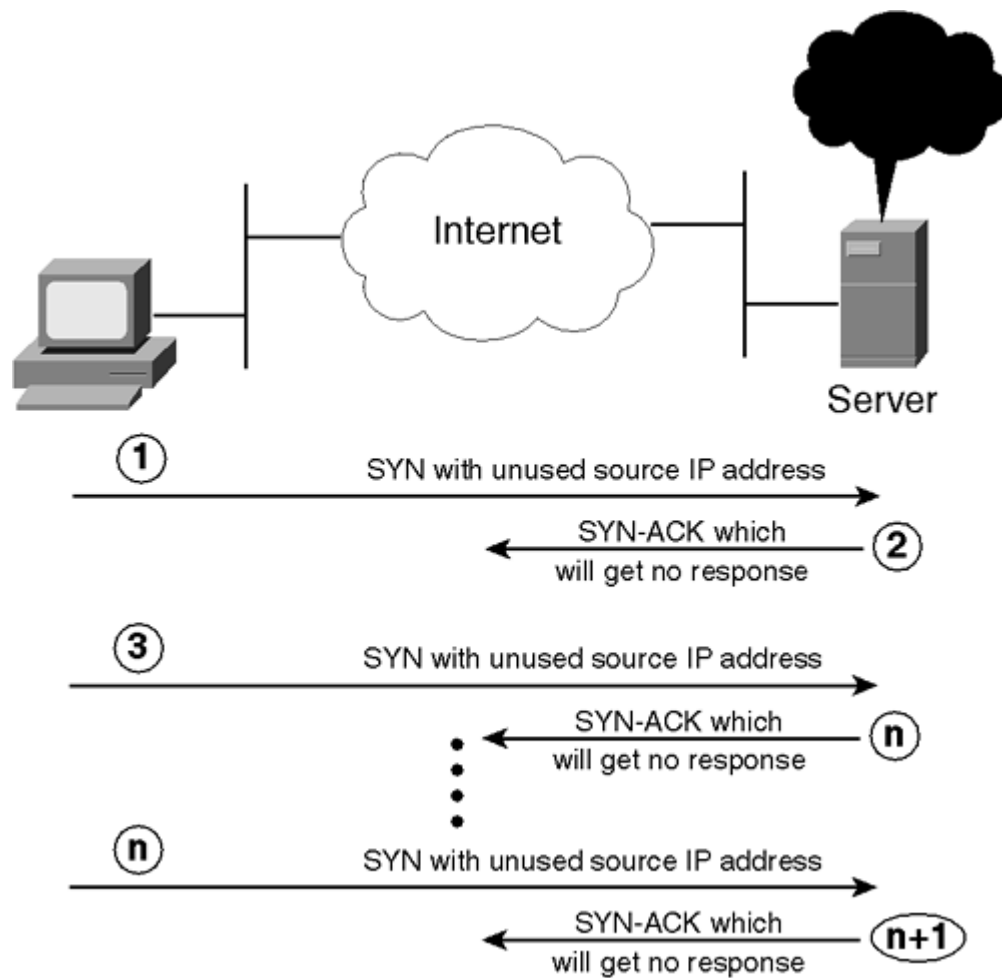 Internet
Server
1
SYN with unused source IP address
SYN-ACK which
2
will get no response
3
SYN with unused source IP address
SYN-ACK which
n
will get no response
n
SYN with unused source IP address
SYN-ACK which
n+1
will get no response